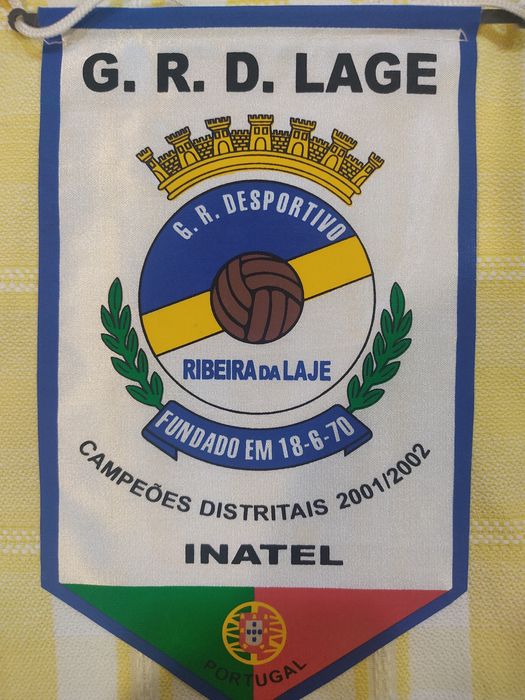 G. R. D. LAGE
G. R. DESPORTIVO
RIBEIRA DA LAJE
FUNDADO EM 18-6-70
CAMPEÕES DISTRITAIS 2001/2002
INATEL
PORTUGAL